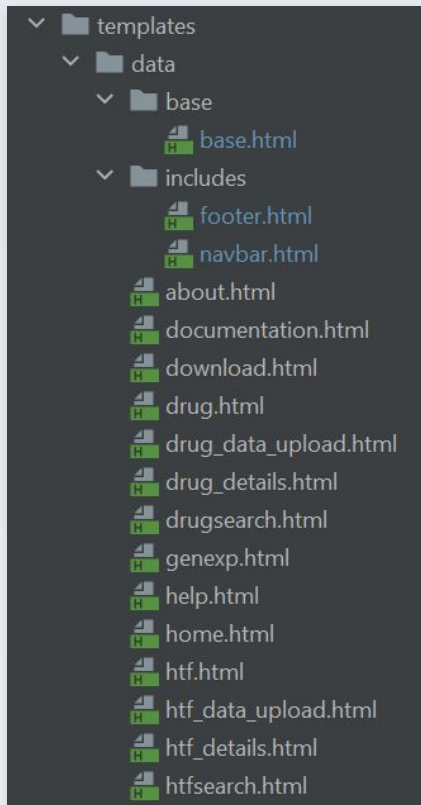 templates
data
base
base.html
includes
footer.html
navbar.html
about.html
documentation.html
download.html
drug.html
drug_data_upload.html
drug_details.html
drugsearch.html
genexp.html
help.html
home.html
htf.html
htf_data_upload.html
htf_details.html
htfsearch.html